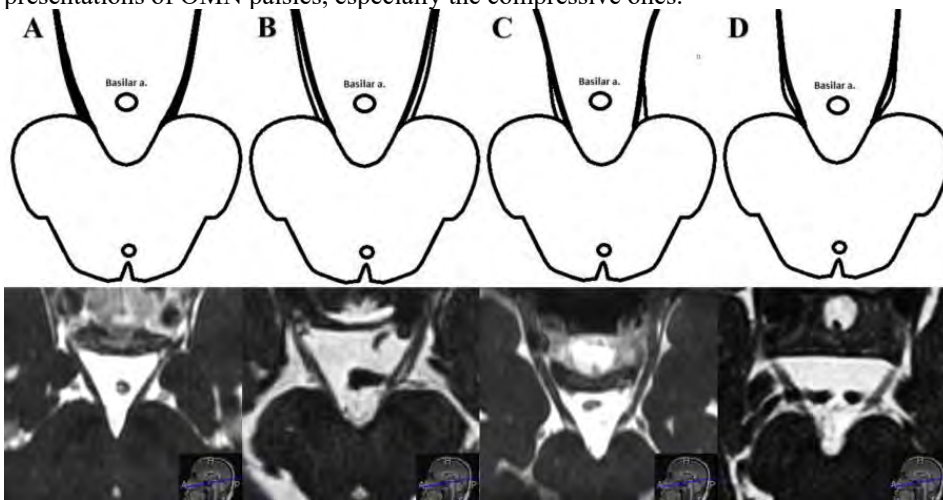 presentations of OMN palsies, especially the compressive ones.
A B C D
Basilar a. Basilar a. Basilar a. Basilar a.
H H H H
A P A P A P A P